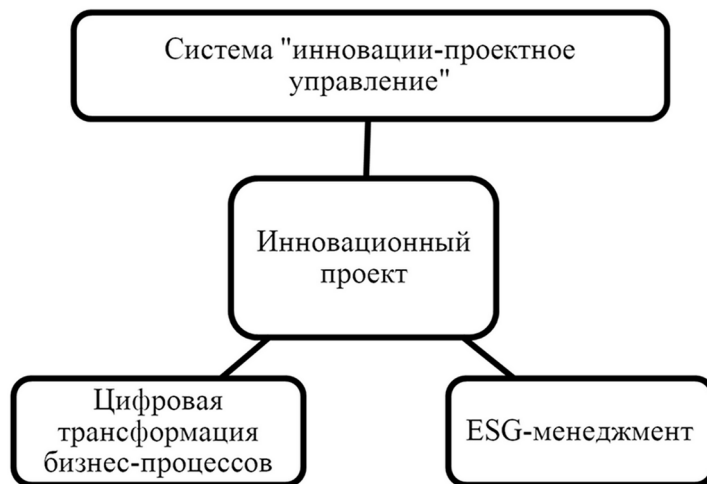 Система "инновации-проектное
управление"
Инновационный
проект
Цифровая
трансформация
бизнес-процессов
ESG-менеджмент